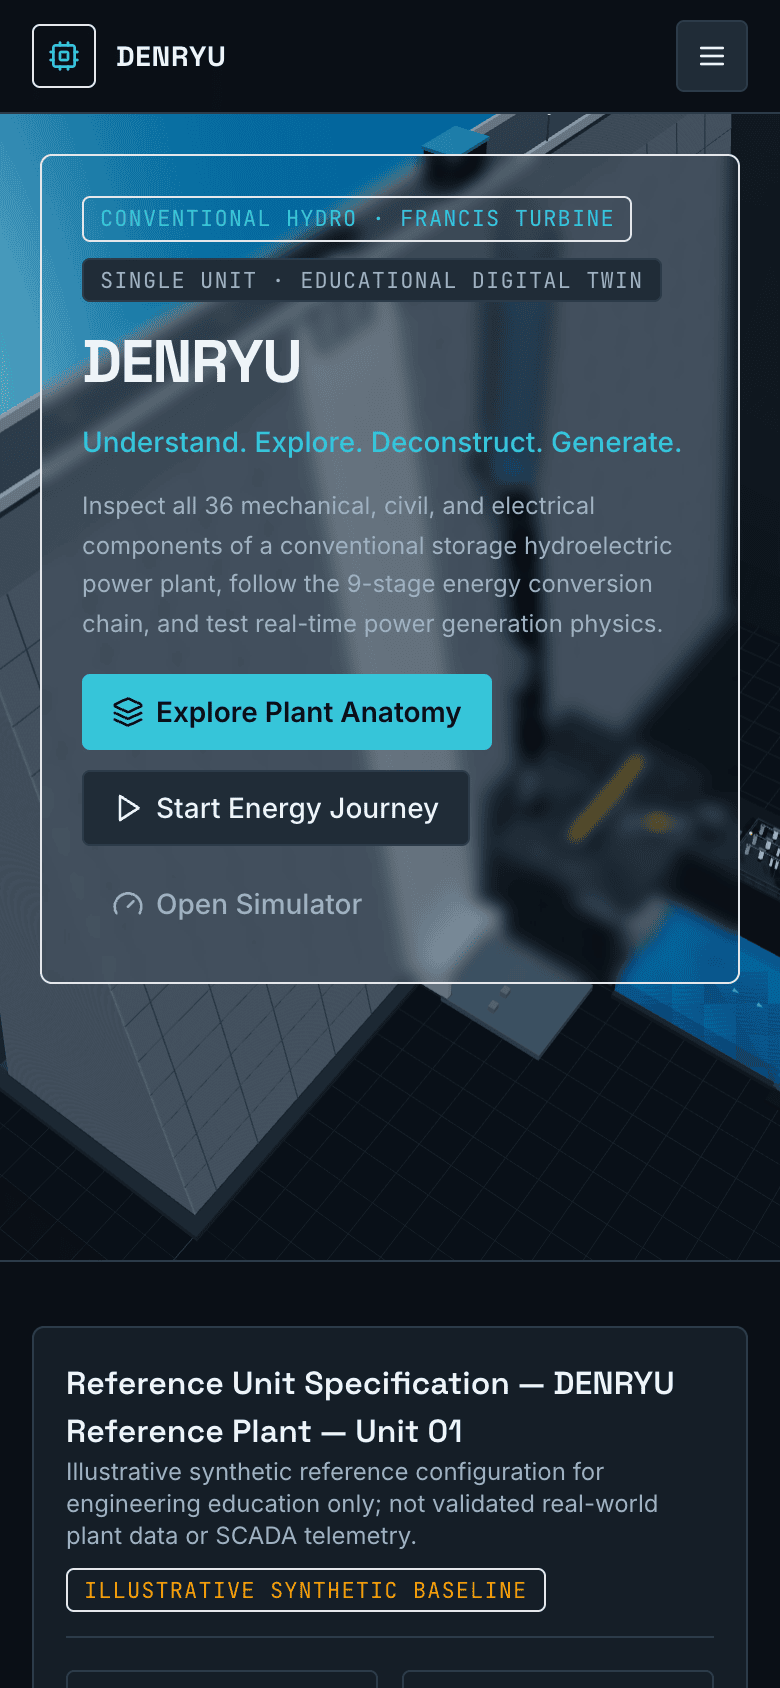 DENRYU
CONVENTIONAL HYDRO · FRANCIS TURBINE
SINGLE UNIT · EDUCATIONAL DIGITAL TWIN
DENRYU
Understand. Explore. Deconstruct. Generate.
Inspect all 36 mechanical, civil, and electrical
components of a conventional storage hydroelectric
power plant, follow the 9-stage energy conversion
chain, and test real-time power generation physics.
Explore Plant Anatomy
Start Energy Journey
Open Simulator
Reference Unit Specification — DENRYU
Reference Plant — Unit 01
Illustrative synthetic reference configuration for
engineering education only; not validated real-world
plant data or SCADA telemetry.
ILLUSTRATIVE SYNTHETIC BASELINE